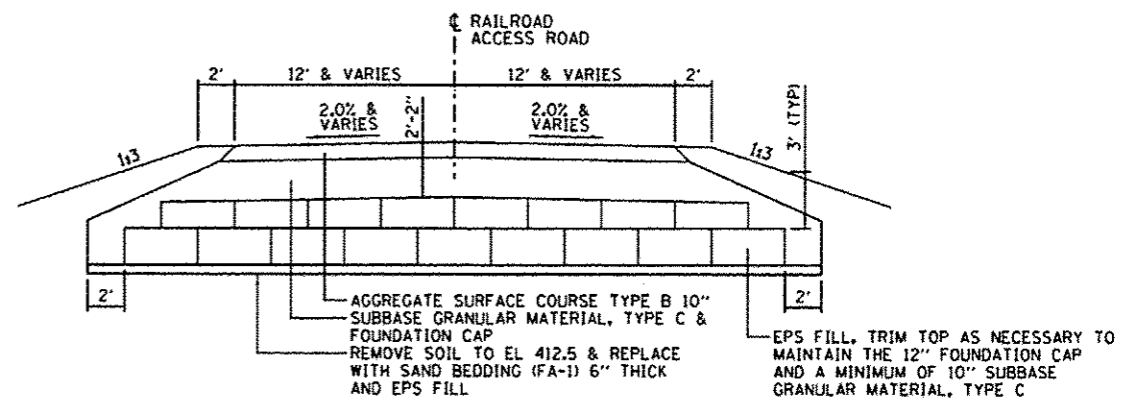 ℄ RAILROAD
ACCESS ROAD
2' 12' & VARIES 12' & VARIES 2'
2.0% &
VARIES
2'-2"
2.0% &
VARIES
3' (TYP)
1:3
1:3
2'
2'
AGGREGATE SURFACE COURSE TYPE B 10"
SUBBASE GRANULAR MATERIAL, TYPE C &
FOUNDATION CAP
REMOVE SOIL TO EL 412.5 & REPLACE
WITH SAND BEDDING (FA-1) 6" THICK
AND EPS FILL
EPS FILL, TRIM TOP AS NECESSARY TO
MAINTAIN THE 12" FOUNDATION CAP
AND A MINIMUM OF 10" SUBBASE
GRANULAR MATERIAL, TYPE C